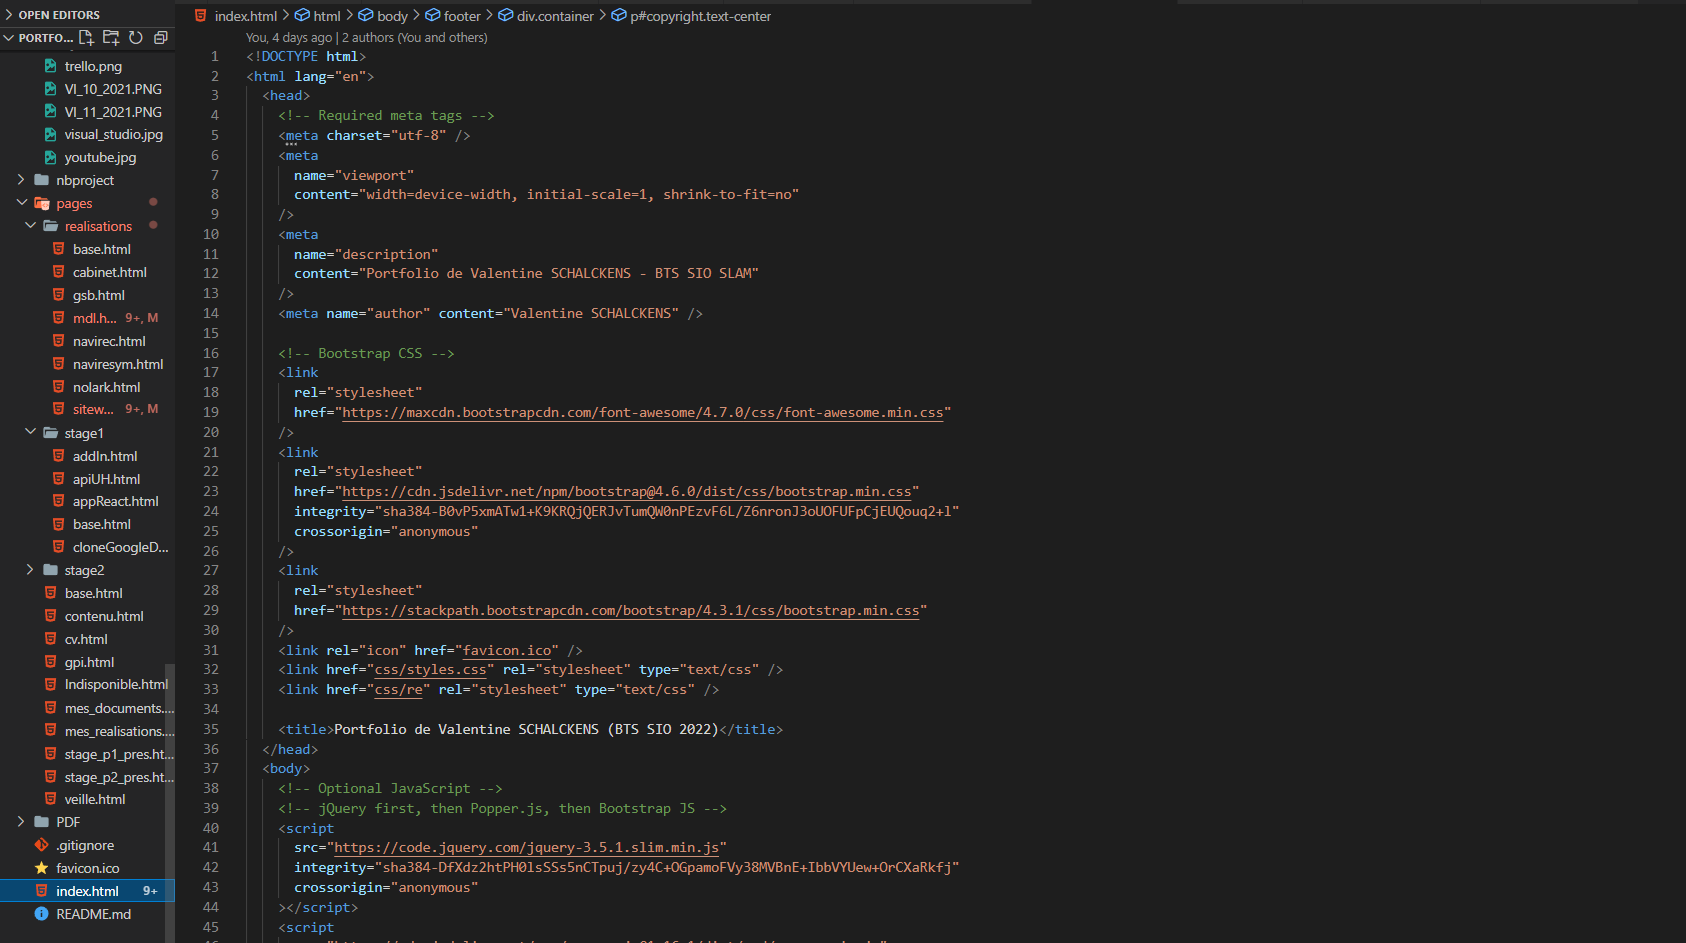 OPEN EDITORS
PORTFO...
trello.png
VI_10_2021.PNG
VI_11_2021.PNG
visual_studio.jpg
youtube.jpg
nbproject
pages
realisations
base.html
cabinet.html
gsb.html
mdl.h... 9+, M
navirec.html
naviresym.html
nolark.html
sitew... 9+, M
stage1
addIn.html
apiUH.html
appReact.html
base.html
cloneGoogleD...
stage2
base.html
contenu.html
cv.html
gpi.html
Indisponible.html
mes_documents....
mes_realisations....
stage_p1_pres.ht...
stage_p2_pres.ht...
veille.html
PDF
.gitignore
favicon.ico
index.html 9+
README.md
index.html > html > body > footer > div.container > p#copyright.text-center
You, 4 days ago | 2 authors (You and others)
1 <!DOCTYPE html>
2 <html lang="en">
3 <head>
4 <!-- Required meta tags -->
5 <meta charset="utf-8" />
6 <meta
7 name="viewport"
8 content="width=device-width, initial-scale=1, shrink-to-fit=no"
9 />
10 <meta
11 name="description"
12 content="Portfolio de Valentine SCHALCKENS - BTS SIO SLAM"
13 />
14 <meta name="author" content="Valentine SCHALCKENS" />
15
16 <!-- Bootstrap CSS -->
17 <link
18 rel="stylesheet"
19 href="https://maxcdn.bootstrapcdn.com/font-awesome/4.7.0/css/font-awesome.min.css"
20 />
21 <link
22 rel="stylesheet"
23 href="https://cdn.jsdelivr.net/npm/bootstrap@4.6.0/dist/css/bootstrap.min.css"
24 integrity="sha384-B0vP5xmATw1+K9KRQjQERJvTumQW0nPEzvF6L/Z6nronJ3oUOFUFpCjEUQouq2+l"
25 crossorigin="anonymous"
26 />
27 <link
28 rel="stylesheet"
29 href="https://stackpath.bootstrapcdn.com/bootstrap/4.3.1/css/bootstrap.min.css"
30 />
31 <link rel="icon" href="favicon.ico" />
32 <link href="css/styles.css" rel="stylesheet" type="text/css" />
33 <link href="css/re" rel="stylesheet" type="text/css" />
34
35 <title>Portfolio de Valentine SCHALCKENS (BTS SIO 2022)</title>
36 </head>
37 <body>
38 <!-- Optional JavaScript -->
39 <!-- jQuery first, then Popper.js, then Bootstrap JS -->
40 <script
41 src="https://code.jquery.com/jquery-3.5.1.slim.min.js"
42 integrity="sha384-DfXdz2htPH0lsSSs5nCTpuj/zy4C+OGpamoFVy38MVBnE+IbbVYUew+OrCXaRkfj"
43 crossorigin="anonymous"
44 ></script>
45 <script